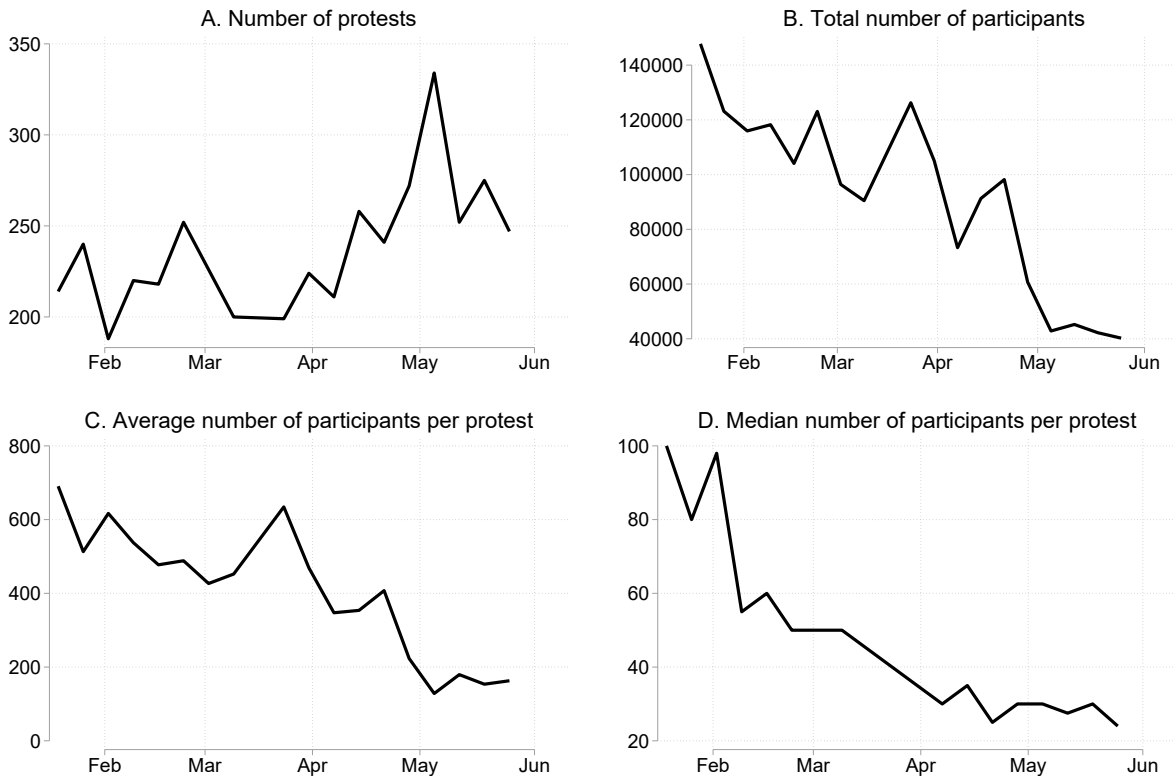 A. Number of protests
350
300
250
200
Feb Mar Apr May Jun
B. Total number of participants
140000
120000
100000
80000
60000
40000
Feb Mar Apr May Jun
C. Average number of participants per protest
800
600
400
200
0
Feb Mar Apr May Jun
D. Median number of participants per protest
100
80
60
40
20
Feb Mar Apr May Jun